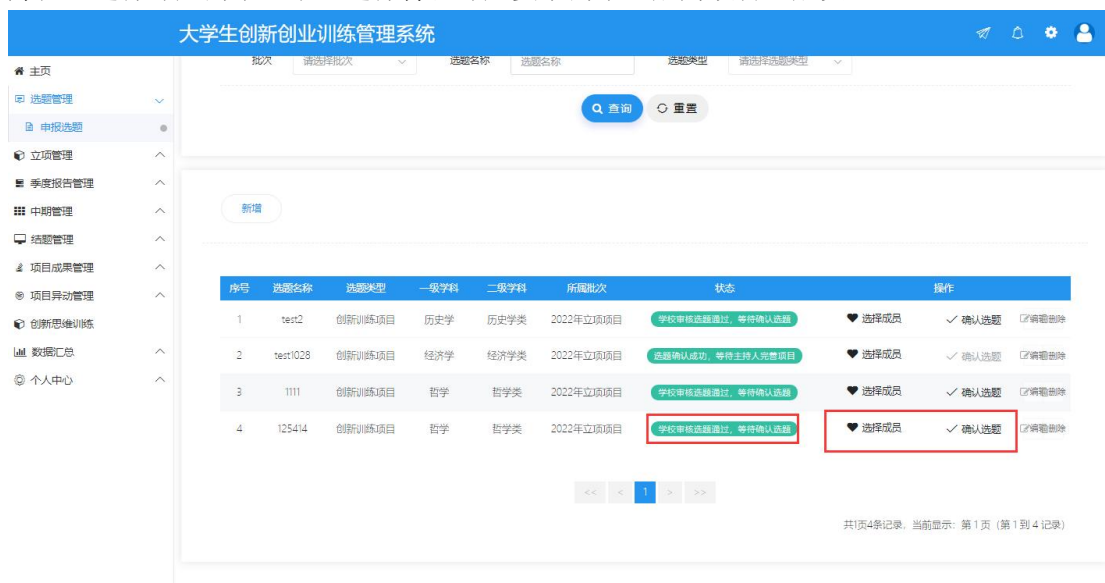 大学生创新创业训练管理系统
主页
选题管理
申报选题
立项管理
季度报告管理
中期管理
结题管理
项目成果管理
项目异动管理
创新思维训练
数据汇总
个人中心
批次 请选择批次 选题名称 选题名称 选题类型 请选择选题类型
查询 重置
新增
序号 选题名称 选题类型 一级学科 二级学科 所属批次 状态 操作
1 test2 创新训练项目 历史学 历史学类 2022年立项项目 学校审核选题通过，等待确认选题 选择成员 确认选题 编辑删除
2 test1028 创新训练项目 经济学 经济学类 2022年立项项目 选题确认成功，等待主持人完善项目 选择成员 确认选题 编辑删除
3 1111 创新训练项目 哲学 哲学类 2022年立项项目 学校审核选题通过，等待确认选题 选择成员 确认选题 编辑删除
4 125414 创新训练项目 哲学 哲学类 2022年立项项目 学校审核选题通过，等待确认选题 选择成员 确认选题 编辑删除
<< < 1 > >>
共1页4条记录，当前显示: 第 1 页（第 1 到 4 记录）